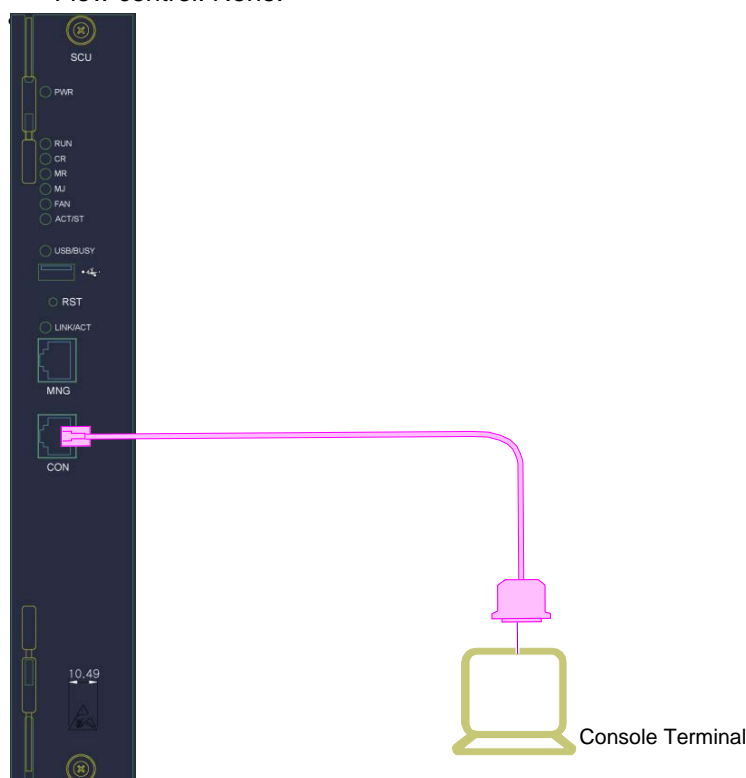 SCU
PWR
RUN
CR
MR
MJ
FAN
ACT/ST
USB/BUSY
RST
LINK/ACT
MNG
CON
10,49
Console Terminal